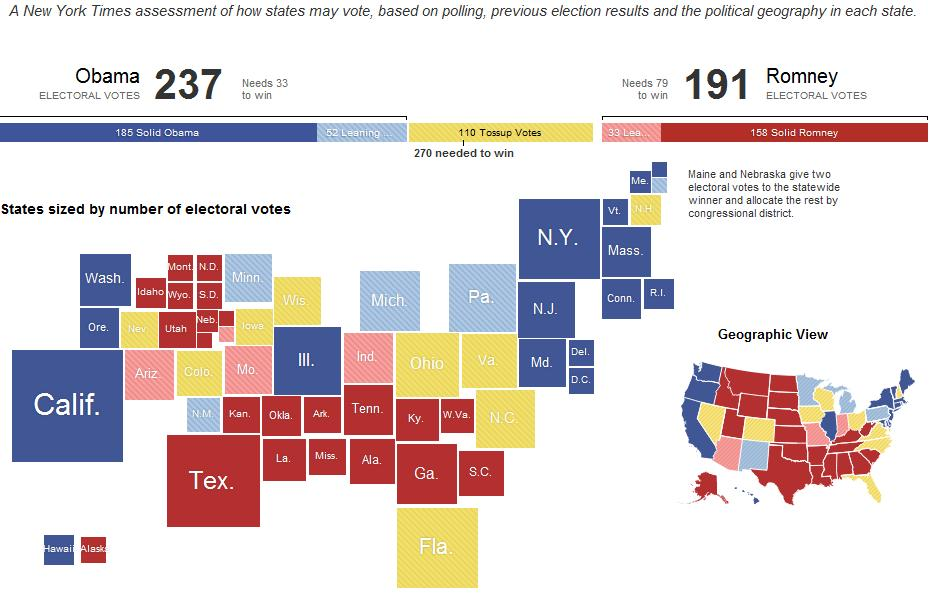 A New York Times assessment of how states may vote, based on polling, previous election results and the political geography in each state.
Obama 237 Needs 33
ELECTORAL VOTES to win
Needs 79 191 Romney
to win ELECTORAL VOTES
185 Solid Obama 52 Leaning ... 110 Tossup Votes 33 Lea... 158 Solid Romney
270 needed to win
States sized by number of electoral votes
Maine and Nebraska give two
electoral votes to the statewide
winner and allocate the rest by
congressional district.
Me.
Vt. N.H.
N.Y.
Mass.
Wash. Mont. N.D. Minn.
Idaho Wyo. S.D. Wis. Mich. Pa. N.J. Conn. R.I.
Ore. Nev. Utah Neb. Iowa
Ill. Ind. Ohio Va. Md. Del.
D.C.
Calif. Ariz. Colo. Mo.
N.M. Kan. Okla. Ark. Tenn. Ky. W.Va. N.C.
Tex. La. Miss. Ala. Ga. S.C.
Fla.
Hawaii Alaska
Geographic View